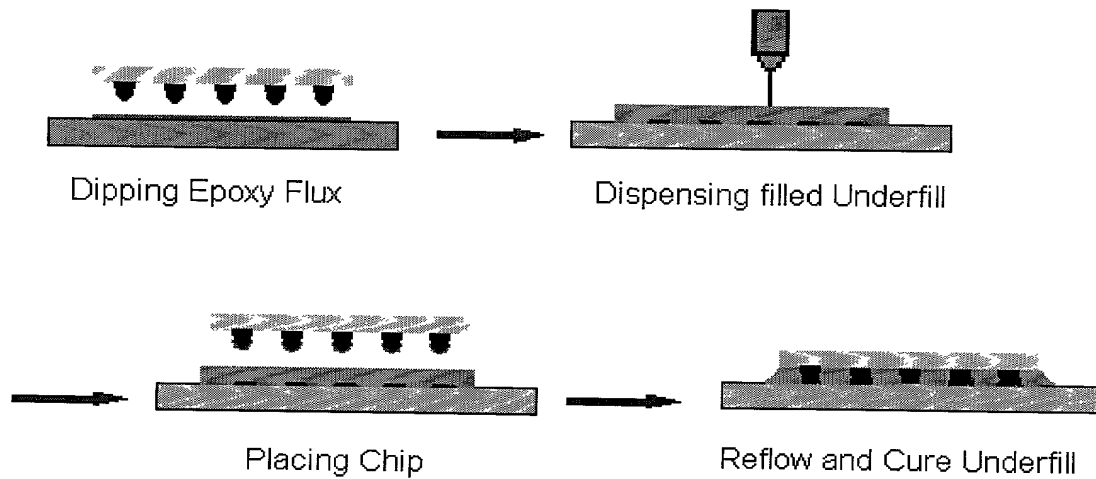 Dipping Epoxy Flux
Dispensing filled Underfill
Placing Chip
Reflow and Cure Underfill